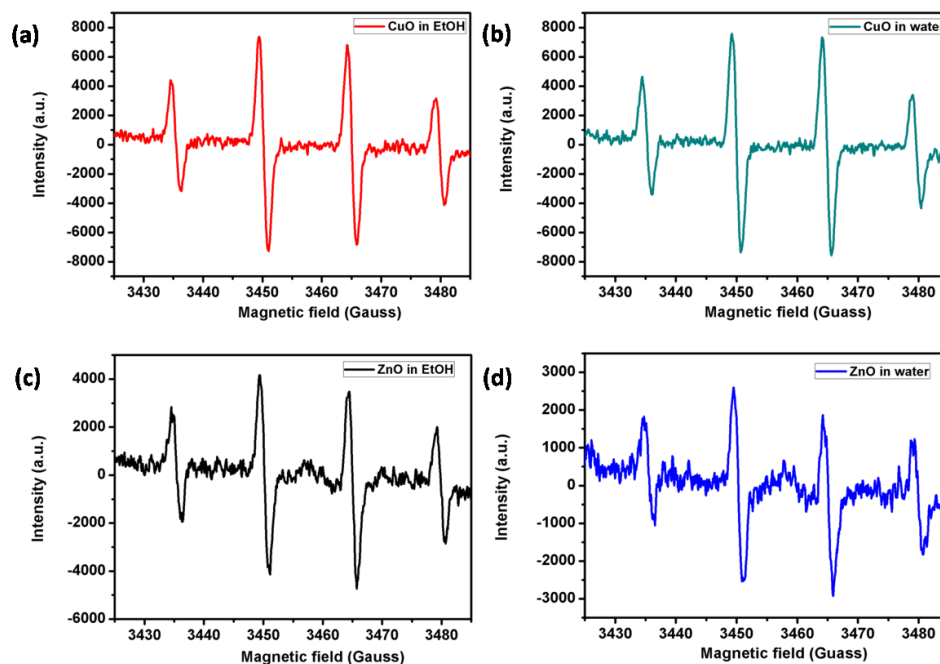 (a)
CuO in EtOH
8000
6000
4000
2000
0
-2000
-4000
-6000
-8000
Intensity (a.u.)
3430 3440 3450 3460 3470 3480
Magnetic field (Gauss)
(b)
CuO in water
8000
6000
4000
2000
0
-2000
-4000
-6000
-8000
Intensity (a.u.)
3430 3440 3450 3460 3470 3480
Magnetic field (Guass)
(c)
ZnO in EtOH
4000
2000
0
-2000
-4000
-6000
Intensity (a.u.)
3430 3440 3450 3460 3470 3480
Magnetic field (Gauss)
(d)
ZnO in water
3000
2000
1000
0
-1000
-2000
-3000
Intensity (a.u.)
3430 3440 3450 3460 3470 3480
Magnetic field (Gauss)